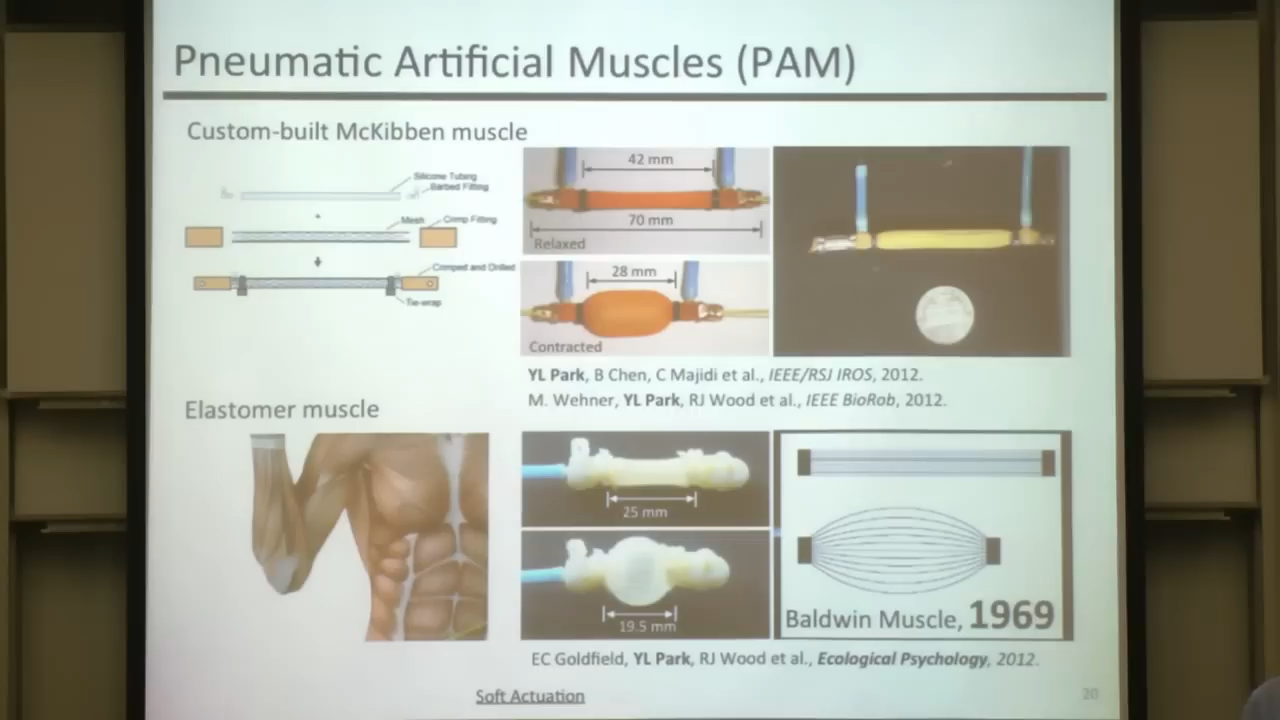 Pneumatic Artificial Muscles (PAM)
Custom-built McKibben muscle
Silicone Tubing
Barbed Fitting
Mesh
Crimp Fitting
Crimped and Drilled
Tie-wrap
42 mm
70 mm
Relaxed
28 mm
Contracted
YL Park, B Chen, C Majidi et al., IEEE/RSJ IROS, 2012.
M. Wehner, YL Park, RJ Wood et al., IEEE BioRob, 2012.
Elastomer muscle
25 mm
19.5 mm
Baldwin Muscle, 1969
EC Goldfield, YL Park, RJ Wood et al., Ecological Psychology, 2012.
Soft Actuation
20